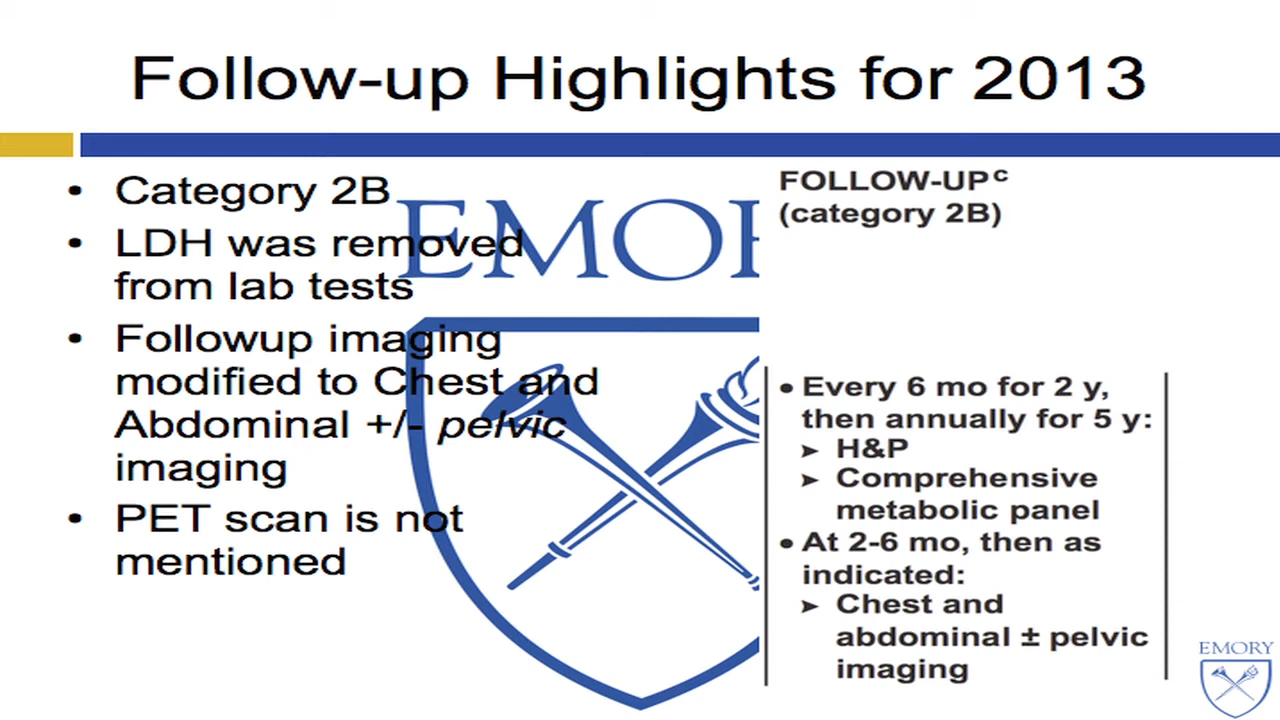 Follow-up Highlights for 2013
• Category 2B
• LDH was removed
from lab tests
• Followup imaging
modified to Chest and
Abdominal +/- pelvic
imaging
• PET scan is not
mentioned
EMORY
FOLLOW-UP c
(category 2B)
• Every 6 mo for 2 y,
then annually for 5 y:
➤ H&P
➤ Comprehensive
metabolic panel
• At 2-6 mo, then as
indicated:
➤ Chest and
abdominal ± pelvic
imaging
EMORY